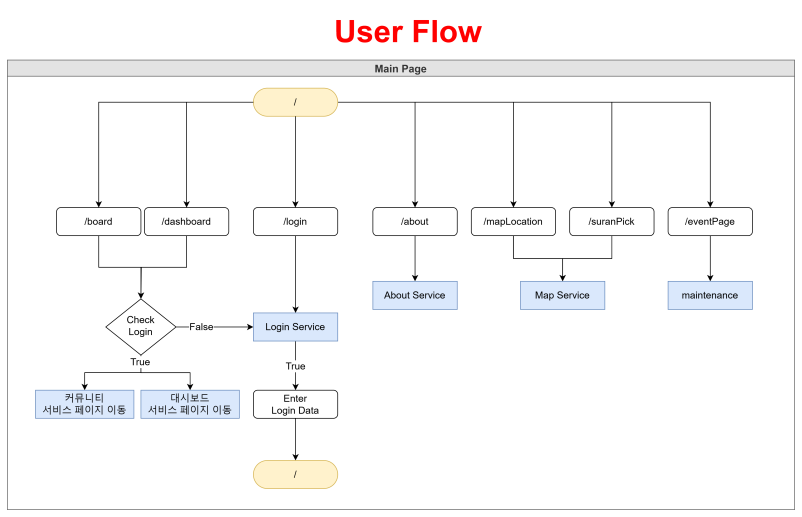 User Flow
Main Page
/
/board
/dashboard
/login
/about
/mapLocation
/suranPick
/eventPage
About Service
Map Service
maintenance
Check
Login
False
Login Service
True
True
커뮤니티
서비스 페이지 이동
대시보드
서비스 페이지 이동
Enter
Login Data
/